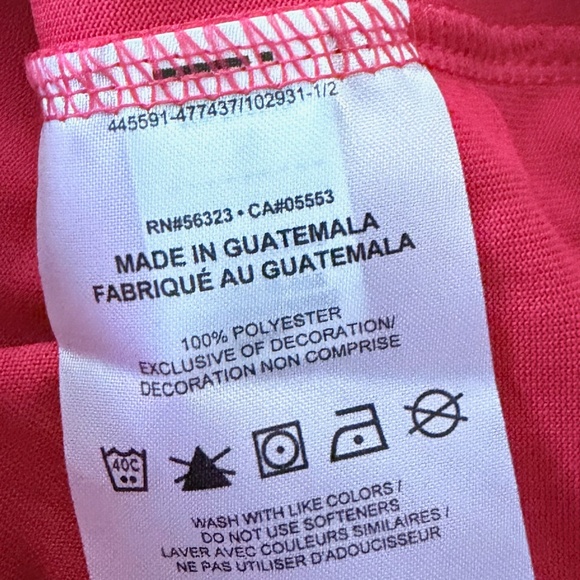 445591-477437/102931-1/2
RN#56323 • CA#05553
MADE IN GUATEMALA
FABRIQUÉ AU GUATEMALA
100% POLYESTER
EXCLUSIVE OF DECORATION/
DECORATION NON COMPRISE
40C
WASH WITH LIKE COLORS /
DO NOT USE SOFTENERS
LAVER AVEC COULEURS SIMILAIRES /
NE PAS UTILISER D'ADOUCISSEUR